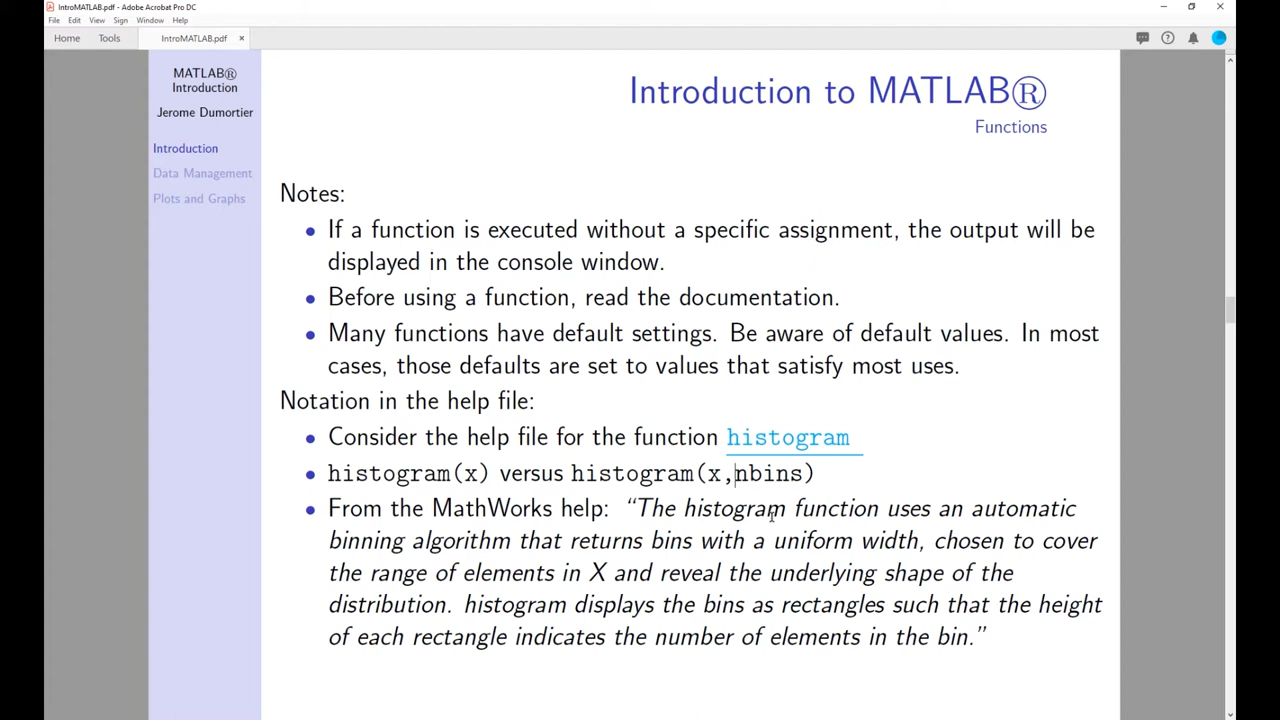 IntroMATLAB.pdf - Adobe Acrobat Pro DC
File Edit View Sign Window Help
Home Tools IntroMATLAB.pdf ×
MATLAB®
Introduction
Jerome Dumortier
Introduction
Data Management
Plots and Graphs
Introduction to MATLAB®
Functions
Notes:
• If a function is executed without a specific assignment, the output will be
displayed in the console window.
• Before using a function, read the documentation.
• Many functions have default settings. Be aware of default values. In most
cases, those defaults are set to values that satisfy most uses.
Notation in the help file:
• Consider the help file for the function histogram
• histogram(x) versus histogram(x,nbins)
• From the MathWorks help: “The histogram function uses an automatic
binning algorithm that returns bins with a uniform width, chosen to cover
the range of elements in X and reveal the underlying shape of the
distribution. histogram displays the bins as rectangles such that the height
of each rectangle indicates the number of elements in the bin.”